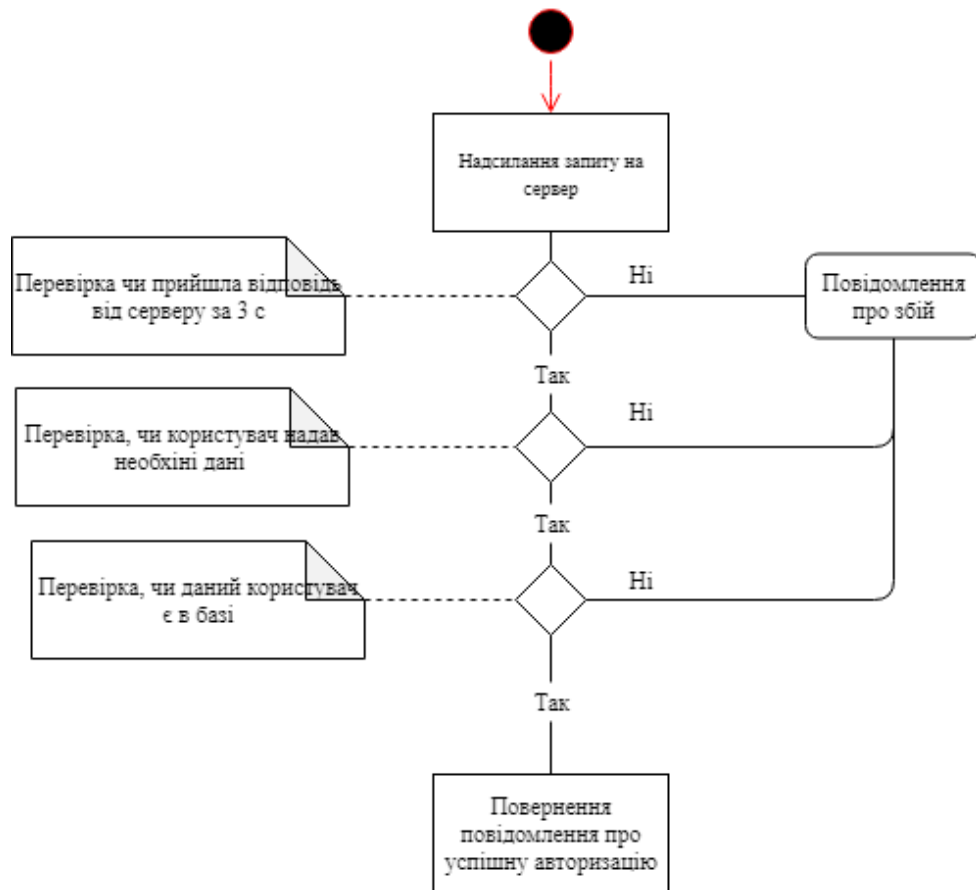 Надсилання запиту на
сервер
Перевірка чи прийшла відповідь
від серверу за 3 с
Ні
Повідомлення
про збій
Так
Перевірка, чи користувач надав
необхіні дані
Ні
Так
Перевірка, чи даний користувач
є в базі
Ні
Так
Повернення
повідомлення про
успішну авторизацію